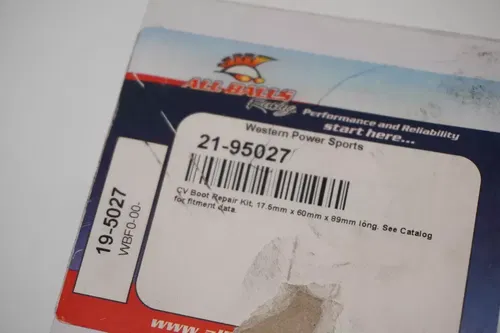 ALL BALLS
Racing
Performance and Reliability
start here...
Western Power Sports
21-95027
CV Boot Repair Kit, 17.5mm x 60mm x 89mm long. See Catalog
for fitment data.
19-5027
WBF0-00-
www.